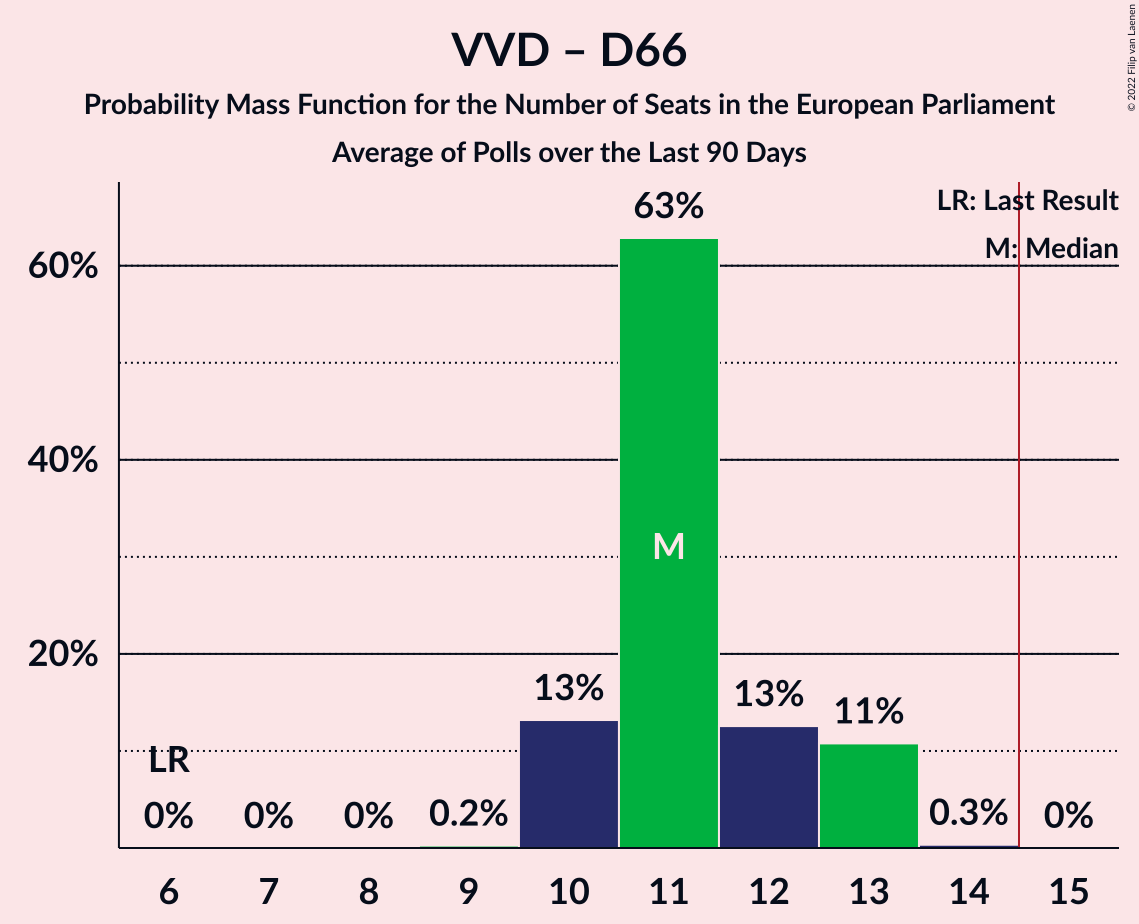 VVD – D66
Probability Mass Function for the Number of Seats in the European Parliament
Average of Polls over the Last 90 Days
© 2022 Filip van Laenen
LR: Last Result
M: Median
63%
60%
40%
M
20%
13%
13%
11%
LR
0%
0%
0%
0.2%
0.3%
0%
6
7
8
9
10
11
12
13
14
15